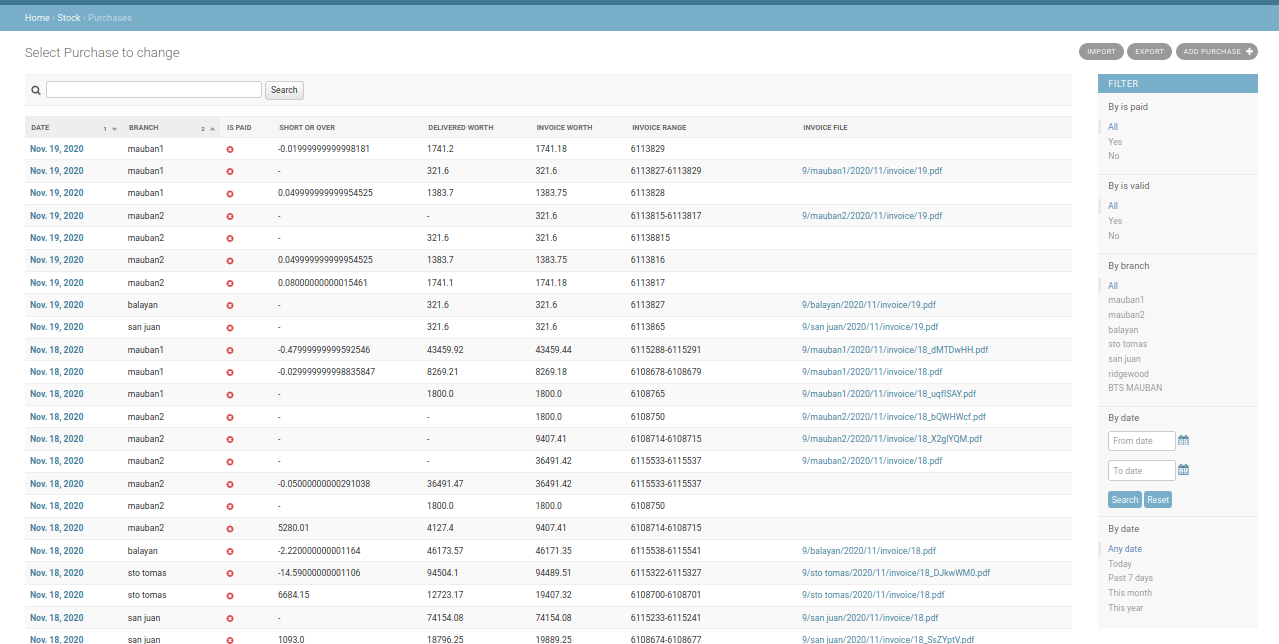 Home › Stock › Purchases
Select Purchase to change
IMPORT EXPORT ADD PURCHASE +
Search
DATE 1 BRANCH 2 IS PAID SHORT OR OVER DELIVERED WORTH INVOICE WORTH INVOICE RANGE INVOICE FILE
Nov. 19, 2020 mauban1 -0.01999999999998181 1741.2 1741.18 6113829
Nov. 19, 2020 mauban1 - 321.6 321.6 6113827-6113829 9/mauban1/2020/11/invoice/19.pdf
Nov. 19, 2020 mauban1 0.049999999999954525 1383.7 1383.75 6113828
Nov. 19, 2020 mauban2 - - 321.6 6113815-6113817 9/mauban2/2020/11/invoice/19.pdf
Nov. 19, 2020 mauban2 - 321.6 321.6 61138815
Nov. 19, 2020 mauban2 0.049999999999954525 1383.7 1383.75 6113816
Nov. 19, 2020 mauban2 0.08000000000015461 1741.1 1741.18 6113817
Nov. 19, 2020 balayan - 321.6 321.6 6113827 9/balayan/2020/11/invoice/19.pdf
Nov. 19, 2020 san juan - 321.6 321.6 6113865 9/san juan/2020/11/invoice/19.pdf
Nov. 18, 2020 mauban1 -0.47999999999592546 43459.92 43459.44 6115288-6115291 9/mauban1/2020/11/invoice/18_dMTDwHH.pdf
Nov. 18, 2020 mauban1 -0.029999999998835847 8269.21 8269.18 6108678-6108679 9/mauban1/2020/11/invoice/18.pdf
Nov. 18, 2020 mauban1 - 1800.0 1800.0 6108765 9/mauban1/2020/11/invoice/18_uqfISAY.pdf
Nov. 18, 2020 mauban2 - - 1800.0 6108750 9/mauban2/2020/11/invoice/18_bQWHWcf.pdf
Nov. 18, 2020 mauban2 - - 9407.41 6108714-6108715 9/mauban2/2020/11/invoice/18_X2glYQM.pdf
Nov. 18, 2020 mauban2 - - 36491.42 6115533-6115537 9/mauban2/2020/11/invoice/18.pdf
Nov. 18, 2020 mauban2 -0.05000000000291038 36491.47 36491.42 6115533-6115537
Nov. 18, 2020 mauban2 - 1800.0 1800.0 6108750
Nov. 18, 2020 mauban2 5280.01 4127.4 9407.41 6108714-6108715
Nov. 18, 2020 balayan -2.220000000001164 46173.57 46171.35 6115538-6115541 9/balayan/2020/11/invoice/18.pdf
Nov. 18, 2020 sto tomas -14.59000000001106 94504.1 94489.51 6115322-6115327 9/sto tomas/2020/11/invoice/18_DJkwWM0.pdf
Nov. 18, 2020 sto tomas 6684.15 12723.17 19407.32 6108700-6108701 9/sto tomas/2020/11/invoice/18.pdf
Nov. 18, 2020 san juan - 74154.08 74154.08 6115233-6115241 9/san juan/2020/11/invoice/18.pdf
Nov. 18, 2020 san juan 1093.0 18796.25 19889.25 6108674-6108677 9/san juan/2020/11/invoice/18_SsZYptV.pdf
FILTER
By is paid
All
Yes
No
By is valid
All
Yes
No
By branch
All
mauban1
mauban2
balayan
sto tomas
san juan
ridgewood
BTS MAUBAN
By date
From date
To date
Search Reset
By date
Any date
Today
Past 7 days
This month
This year